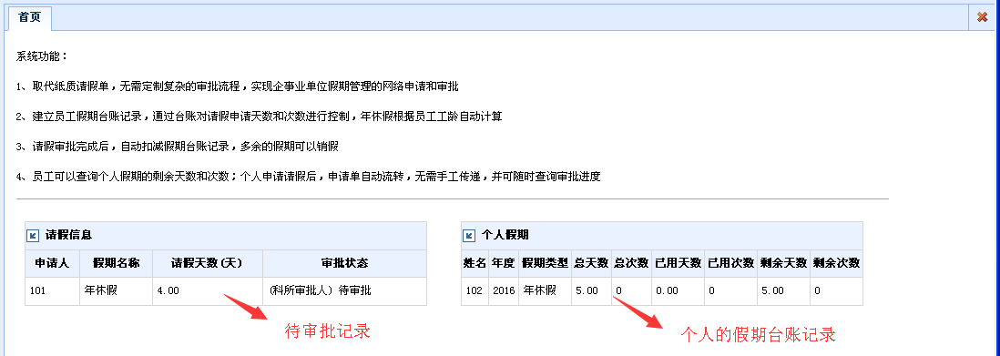 首页
系统功能：
1、取代纸质请假单，无需定制复杂的审批流程，实现企事业单位假期管理的网络申请和审批
2、建立员工假期台账记录，通过台账对请假申请天数和次数进行控制，年休假根据员工工龄自动计算
3、请假审批完成后，自动扣减假期台账记录，多余的假期可以销假
4、员工可以查询个人假期的剩余天数和次数；个人申请请假后，申请单自动流转，无需手工传递，并可随时查询审批进度
请假信息
申请人 假期名称 请假天数(天) 审批状态
101 年休假 4.00 (科所审批人) 待审批
待审批记录
个人假期
姓名 年度 假期类型 总天数 总次数 已用天数 已用次数 剩余天数 剩余次数
102 2016 年休假 5.00 0 0.00 0 5.00 0
个人的假期台账记录